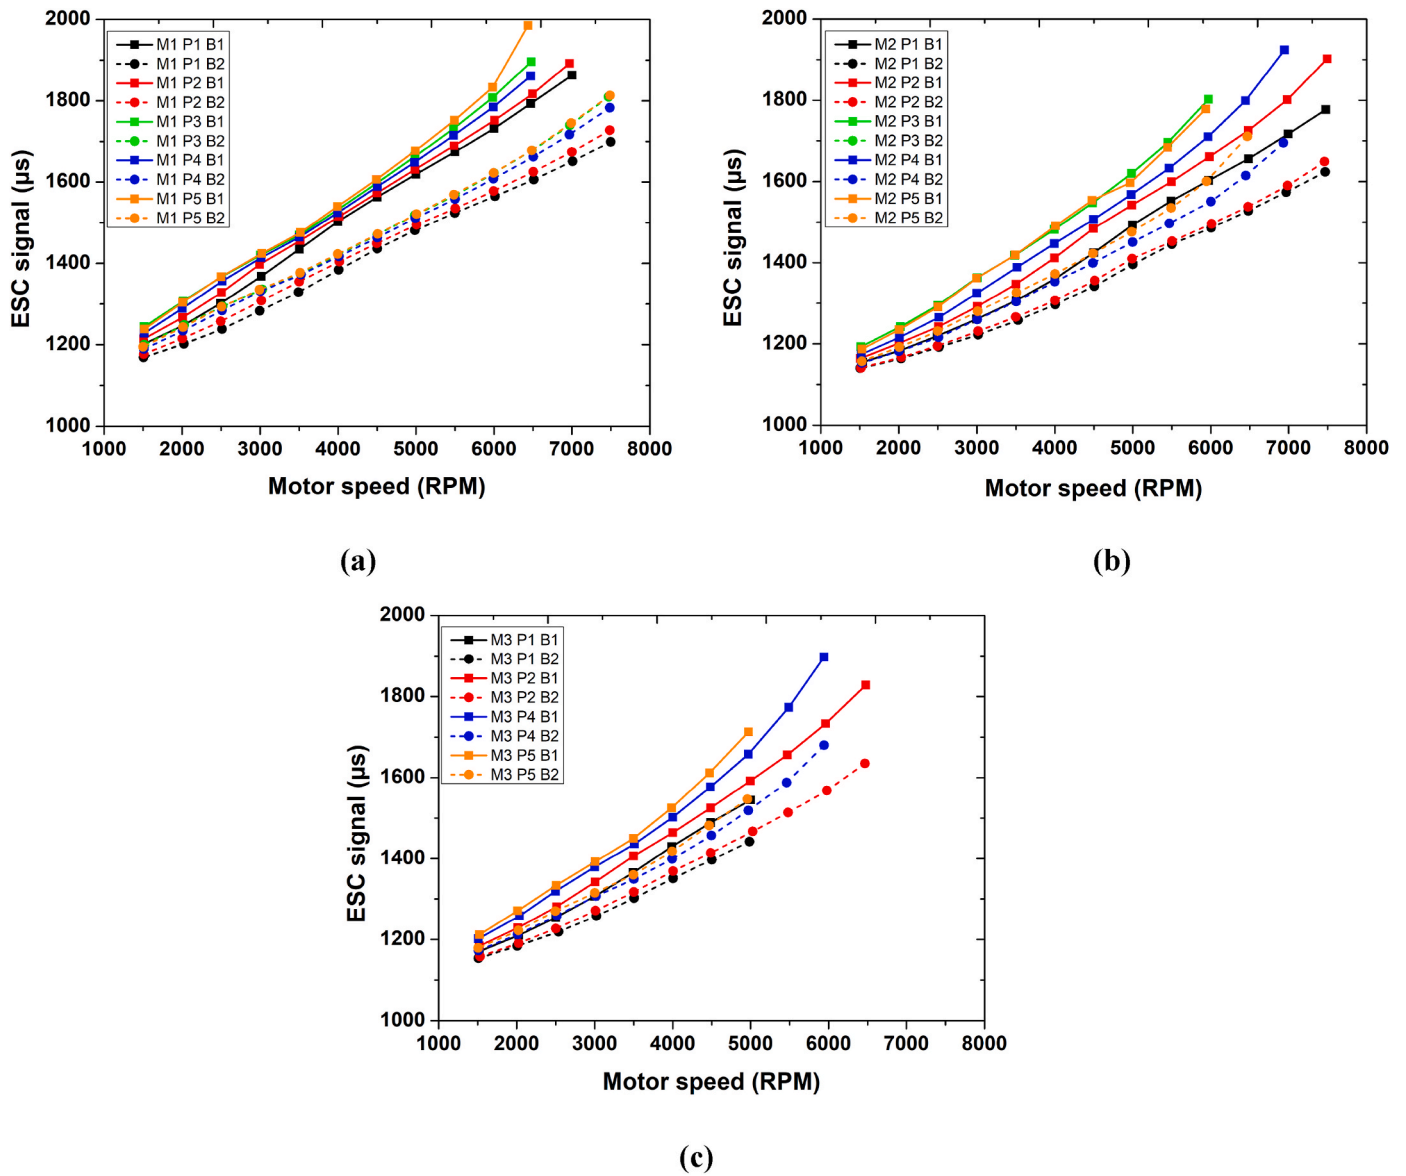 2000
1800
1600
1400
1200
1000
ESC signal (µs)
M1 P1 B1
M1 P1 B2
M1 P2 B1
M1 P2 B2
M1 P3 B1
M1 P3 B2
M1 P4 B1
M1 P4 B2
M1 P5 B1
M1 P5 B2
1000 2000 3000 4000 5000 6000 7000 8000
Motor speed (RPM)
(a)
2000
1800
1600
1400
1200
1000
ESC signal (µs)
M2 P1 B1
M2 P1 B2
M2 P2 B1
M2 P2 B2
M2 P3 B1
M2 P3 B2
M2 P4 B1
M2 P4 B2
M2 P5 B1
M2 P5 B2
1000 2000 3000 4000 5000 6000 7000 8000
Motor speed (RPM)
(b)
2000
1800
1600
1400
1200
1000
ESC signal (µs)
M3 P1 B1
M3 P1 B2
M3 P2 B1
M3 P2 B2
M3 P4 B1
M3 P4 B2
M3 P5 B1
M3 P5 B2
1000 2000 3000 4000 5000 6000 7000 8000
Motor speed (RPM)
(c)